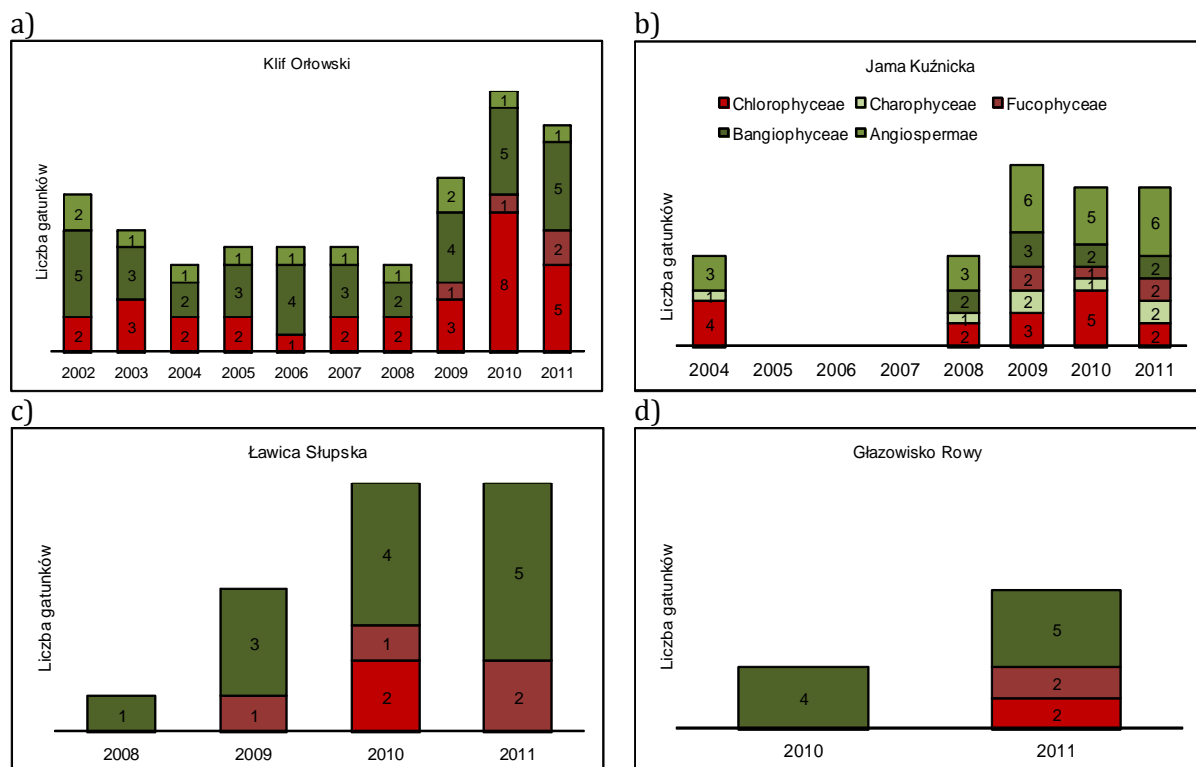 a)
Klif Orłowski
Liczba gatunków
2 3 2 2 1 2 2 3 8 5
5 3 2 3 4 3 2 1 1 2
2 1 1 1 1 1 1 4 5 5
2 1 1
2002 2003 2004 2005 2006 2007 2008 2009 2010 2011
b)
Jama Kuźnicka
Chlorophyceae Charophyceae Fucophyceae
Bangiophyceae Angiospermae
Liczba gatunków
4 2 3 5 2
1 1 2 1 2
3 2 2 1 2
3 3 2 2
6 5 6
2004 2005 2006 2007 2008 2009 2010 2011
c)
Ławica Słupska
Liczba gatunków
1 1 2 2
3 1 5
4
2008 2009 2010 2011
d)
Głazowisko Rowy
Liczba gatunków
4 2
2
5
2010 2011